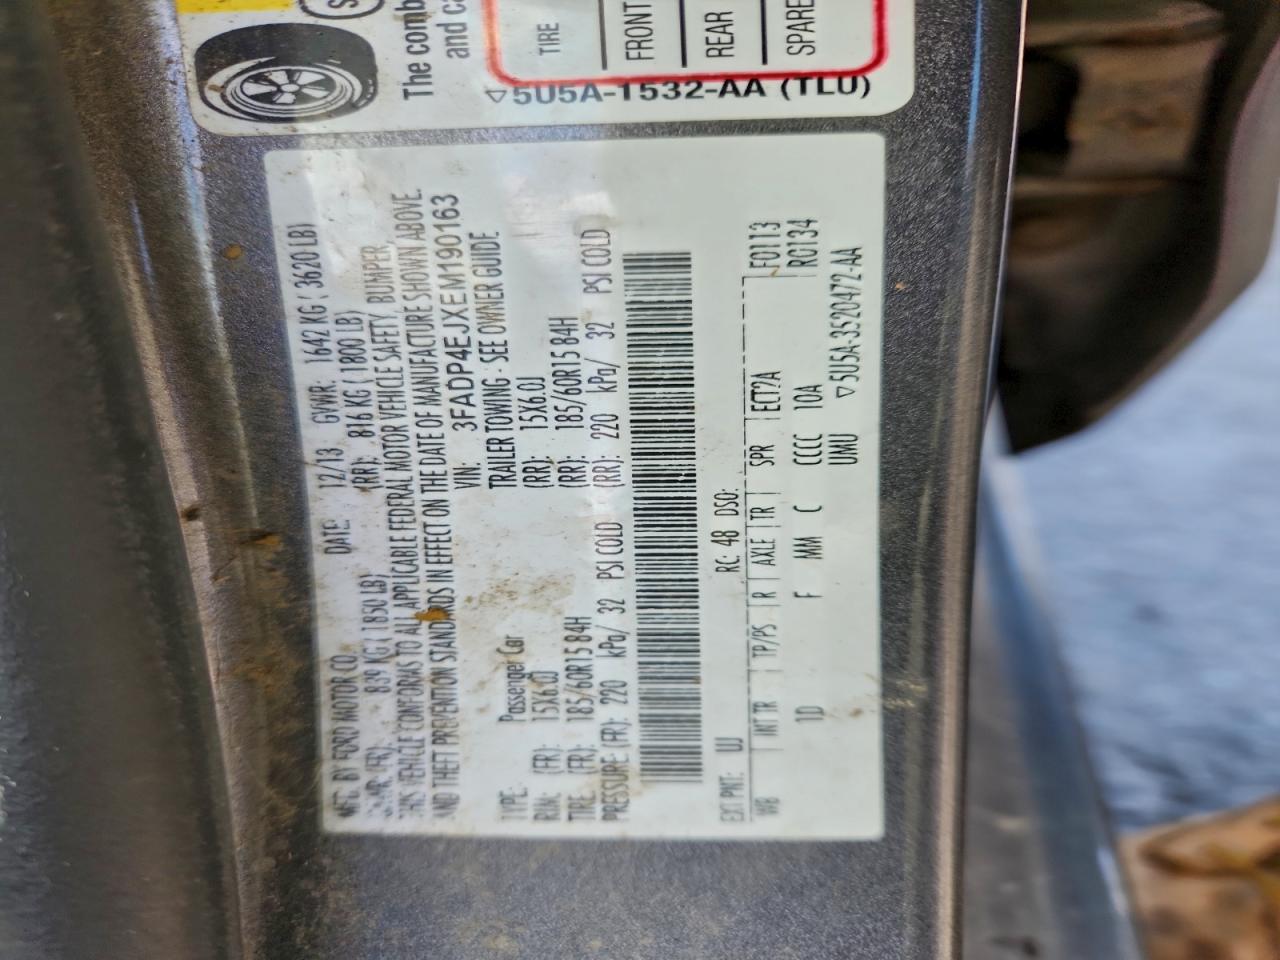 The comb
and ca
TIRE
FRONT
REAR
SPARE
5U5A-1532-AA (TLU)
MFD. BY FORD MOTOR CO. DATE: 12/13 GVWR: 1642 KG ( 3620 LB)
(FR): 839 KG ( 1850 LB) (RR): 816 KG ( 1800 LB)
THIS VEHICLE CONFORMS TO ALL APPLICABLE FEDERAL MOTOR VEHICLE SAFETY, BUMPER,
AND THEFT PREVENTION STANDARDS IN EFFECT ON THE DATE OF MANUFACTURE SHOWN ABOVE.
VIN: 3FADP4EJXEM190163
TYPE: Passenger Car TRAILER TOWING - SEE OWNER GUIDE
RIM: (FR): 15X6.0J (RR): 15X6.0J
TIRE: (FR): 185/60R15 84H (RR): 185/60R15 84H
PRESSURE (FR): 220 kPa/ 32 PSI COLD (RR): 220 kPa/ 32 PSI COLD
EXT PNT: UJ RC: 48 DSO: F0113
WB INT TR TP/PS R AXLE TR SPR ECT2A R0134
1D F MM C CCCC 10A
UMU 5U5A-3520472-AA